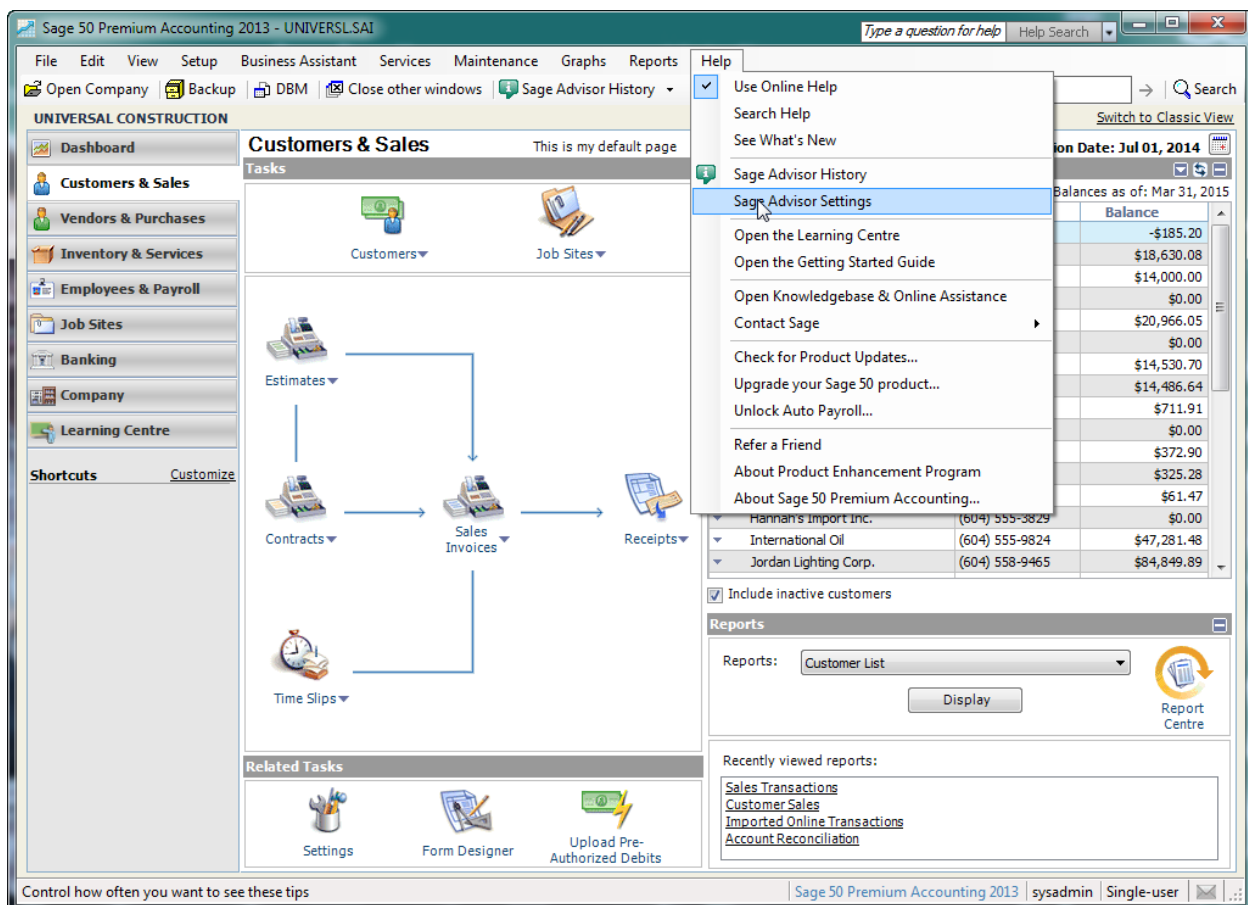 Sage 50 Premium Accounting 2013 - UNIVERSL.SAI
Type a question for help Help Search
File Edit View Setup Business Assistant Services Maintenance Graphs Reports Help
Open Company Backup DBM Close other windows Sage Advisor History Search
UNIVERSAL CONSTRUCTION
Switch to Classic View
Dashboard
Customers & Sales
Vendors & Purchases
Inventory & Services
Employees & Payroll
Job Sites
Banking
Company
Learning Centre
Shortcuts Customize
Customers & Sales This is my default page
Tasks
Customers
Job Sites
Estimates
Contracts
Sales
Invoices
Receipts
Time Slips
Related Tasks
Settings
Form Designer
Upload Pre-
Authorized Debits
Use Online Help
Search Help
See What's New
Sage Advisor History
Sage Advisor Settings
Open the Learning Centre
Open the Getting Started Guide
Open Knowledgebase & Online Assistance
Contact Sage
Check for Product Updates...
Upgrade your Sage 50 product...
Unlock Auto Payroll...
Refer a Friend
About Product Enhancement Program
About Sage 50 Premium Accounting...
Date: Jul 01, 2014
Balances as of: Mar 31, 2015
Balance
-$185.20
$18,630.08
$14,000.00
$0.00
$20,966.05
$0.00
$14,530.70
$14,486.64
$711.91
$0.00
$372.90
$325.28
$61.47
Hannah's Import Inc. (604) 555-3829 $0.00
International Oil (604) 555-9824 $47,281.48
Jordan Lighting Corp. (604) 558-9465 $84,849.89
Include inactive customers
Reports
Reports: Customer List
Display
Report
Centre
Recently viewed reports:
Sales Transactions
Customer Sales
Imported Online Transactions
Account Reconciliation
Control how often you want to see these tips
Sage 50 Premium Accounting 2013 sysadmin Single-user